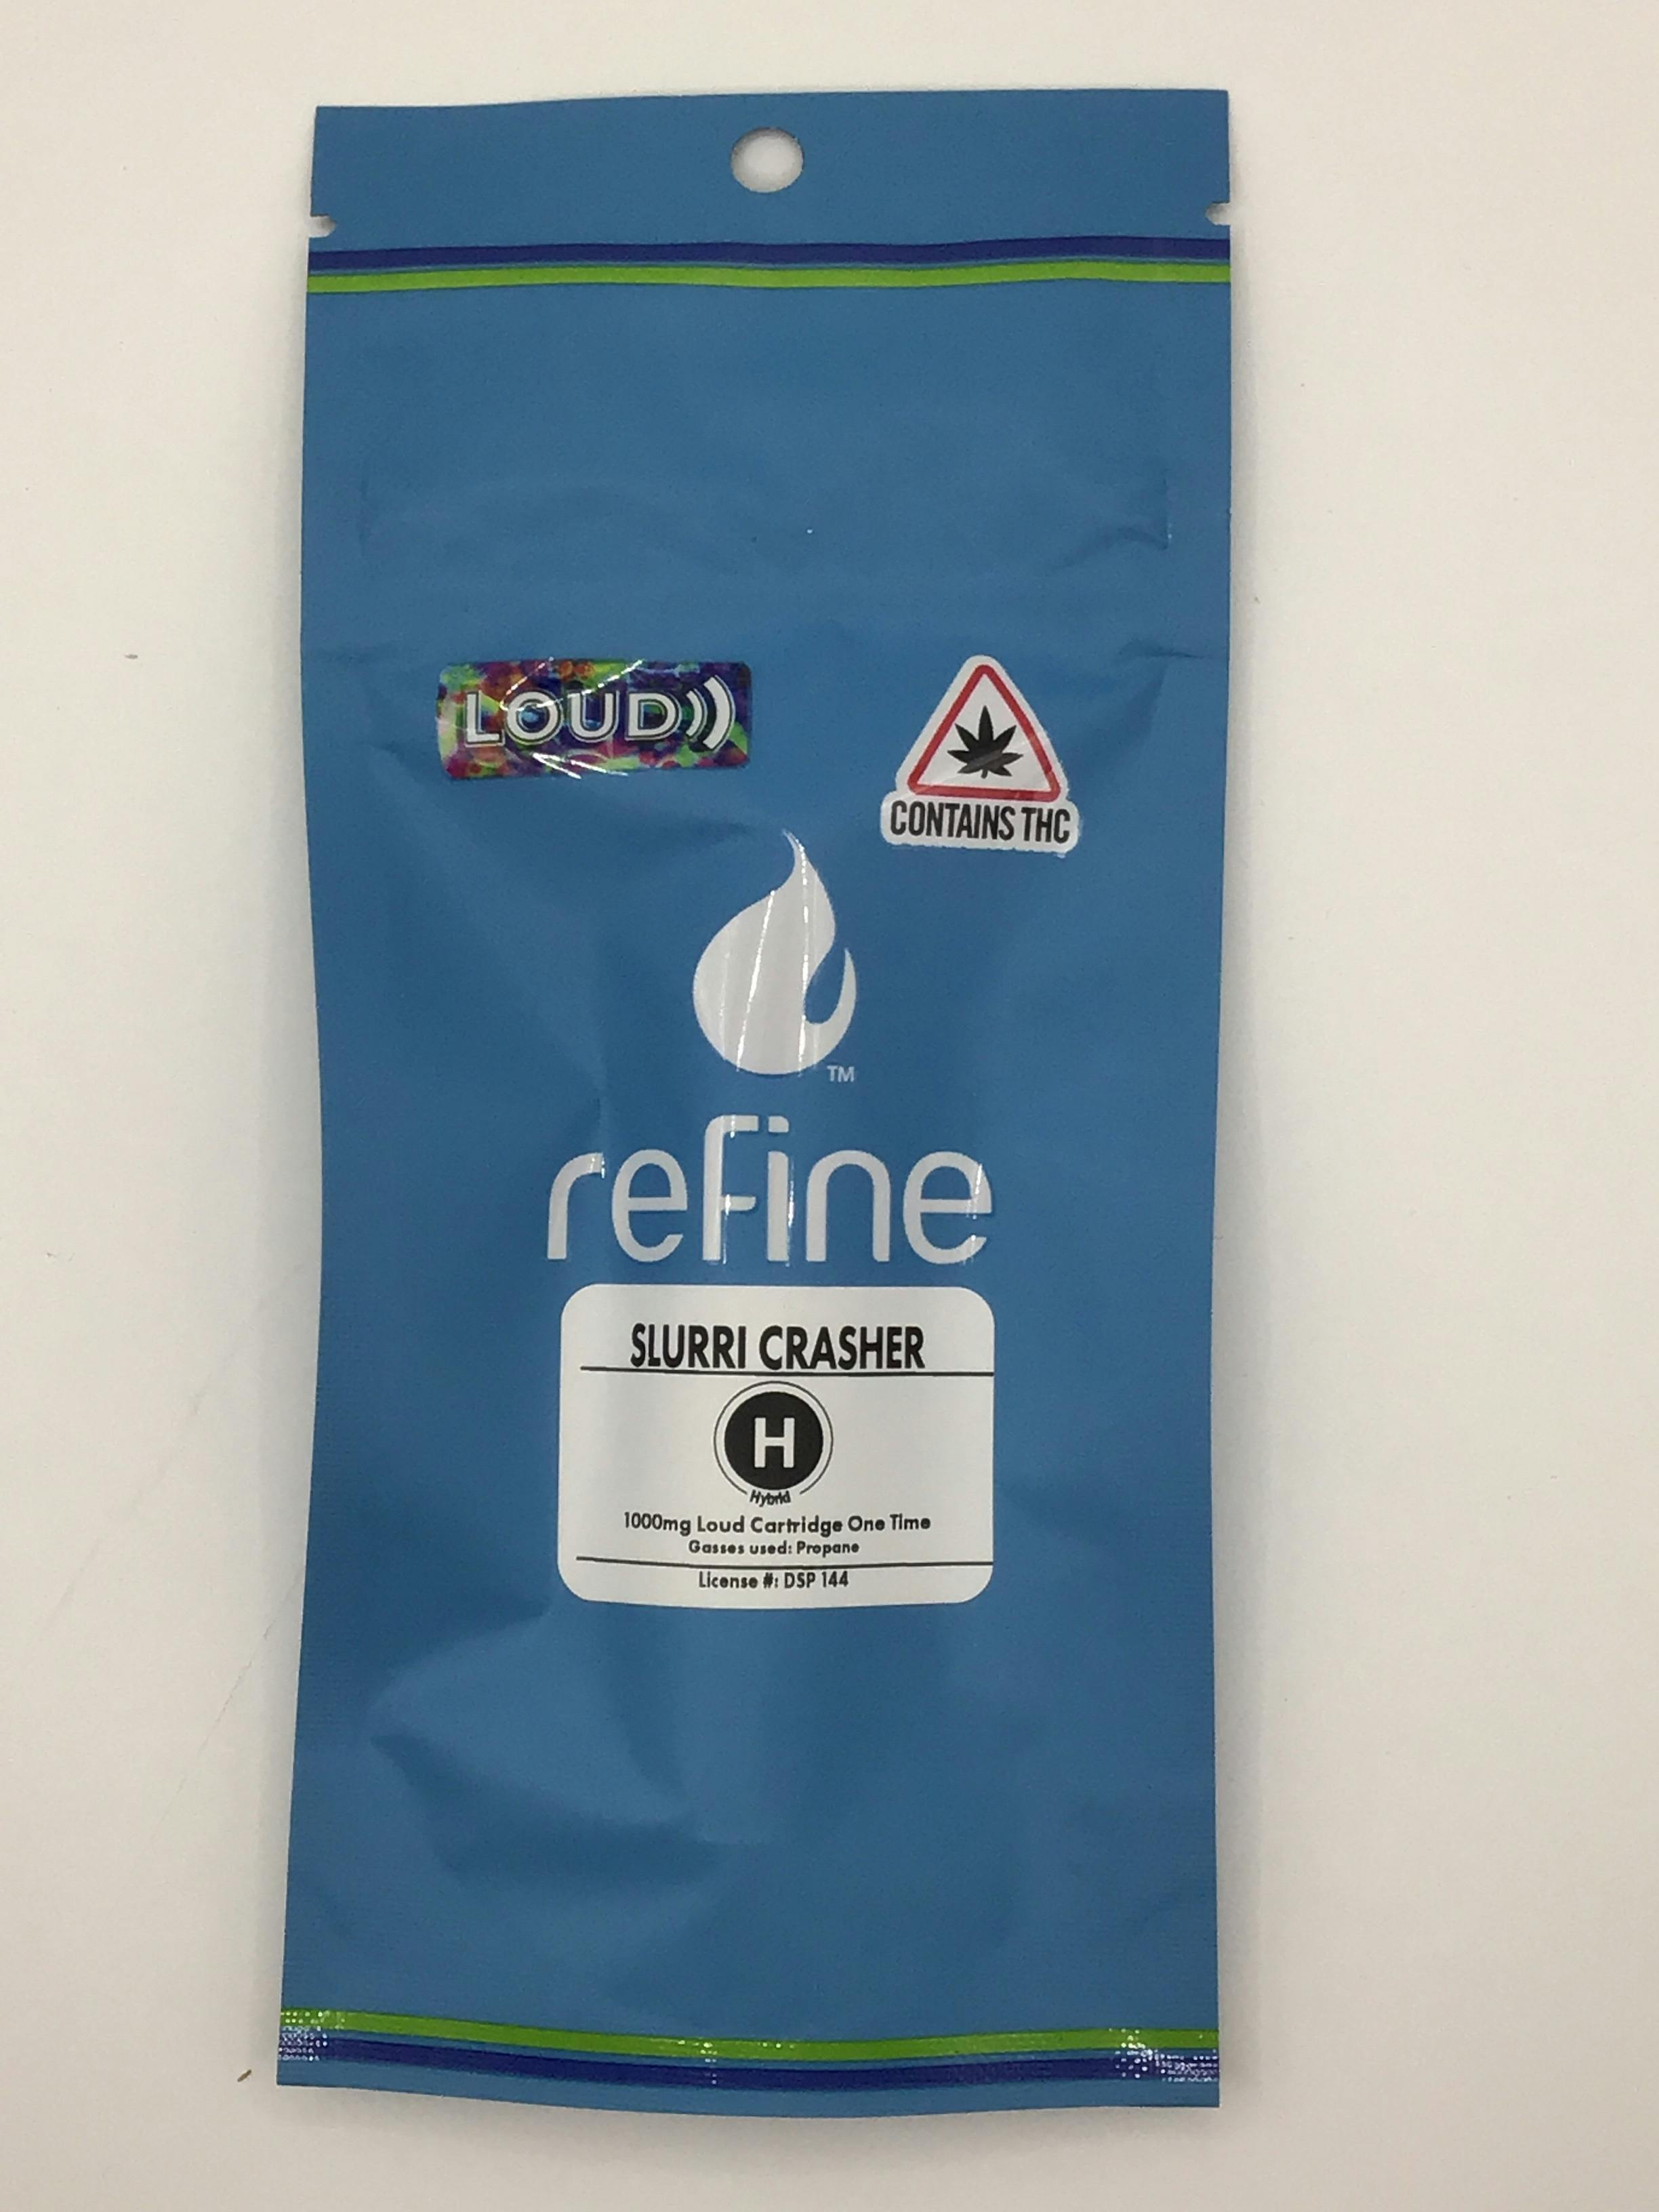 LOUD
CONTAINS THC
TM
refine
SLURRI CRASHER
H
Hybrid
1000mg Loud Cartridge One Time
Gasses used: Propane
License #: DSP 144